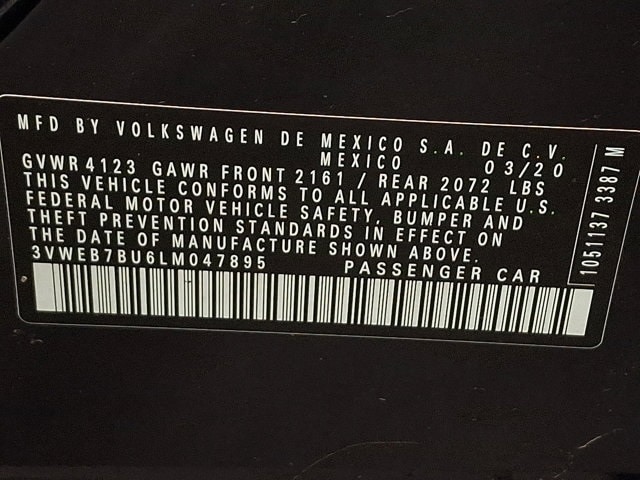 MFD BY VOLKSWAGEN DE MEXICO S.A. DE C.V.
MEXICO 03/20
GVWR 4123 GAWR FRONT 2161 / REAR 2072 LBS
THIS VEHICLE CONFORMS TO ALL APPLICABLE U.S.
FEDERAL MOTOR VEHICLE SAFETY, BUMPER AND
THEFT PREVENTION STANDARDS IN EFFECT ON
THE DATE OF MANUFACTURE SHOWN ABOVE.
3VWEB7BU6LM047895 PASSENGER CAR
1051137 3387 M